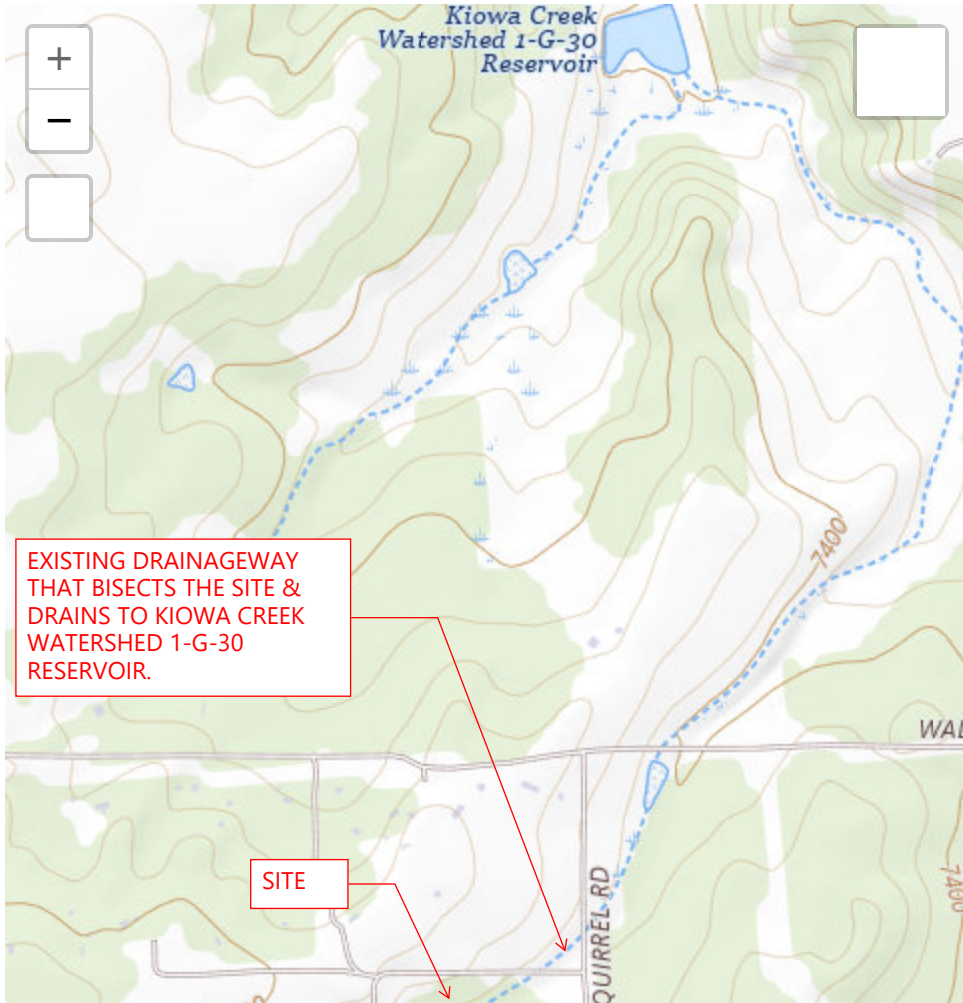 Kiowa Creek
Watershed 1-G-30
Reservoir
+
−
7400
EXISTING DRAINAGEWAY
THAT BISECTS THE SITE &
DRAINS TO KIOWA CREEK
WATERSHED 1-G-30
RESERVOIR.
WAL
SITE
7400
QUIRREL RD